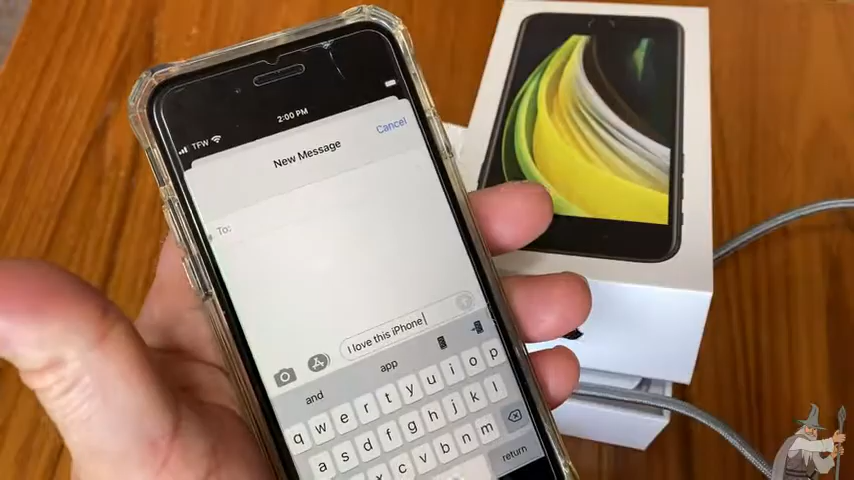 2:00 PM
TFW
Cancel
New Message
To:
I love this iPhone
and
app
q w e r t y u i o p
a s d f g h j k l
x c v b n m
return